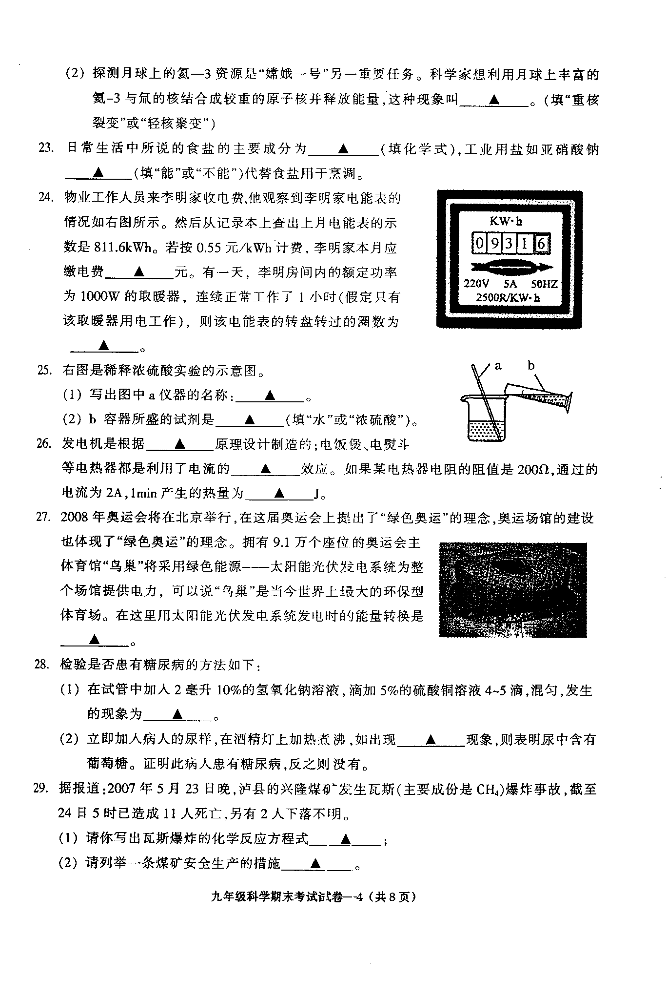 (2) 探测月球上的氦—3 资源是“嫦娥一号”另一重要任务。科学家想利用月球上丰富的
氦-3 与氚的核结合成较重的原子核并释放能量,这种现象叫 ▲ 。(填“重核
裂变”或“轻核聚变”)
23. 日常生活中所说的食盐的主要成分为 ▲ (填化学式),工业用盐如亚硝酸钠
▲ (填“能”或“不能”)代替食盐用于烹调。
24. 物业工作人员来李明家收电费,他观察到李明家电能表的
情况如右图所示。然后从记录本上查出上月电能表的示
数是 811.6kWh。若按 0.55 元/kWh 计费,李明家本月应
缴电费 ▲ 元。有一天,李明房间内的额定功率
为 1000W 的取暖器,连续正常工作了 1 小时(假定只有
该取暖器用电工作),则该电能表的转盘转过的圈数为
▲ 。
KW·h
09316
220V 5A 50HZ
2500R/KW·h
25. 右图是稀释浓硫酸实验的示意图。
(1) 写出图中 a 仪器的名称: ▲ 。
(2) b 容器所盛的试剂是 ▲ (填“水”或“浓硫酸”)。
a b
26. 发电机是根据 ▲ 原理设计制造的;电饭煲、电熨斗
等电热器都是利用了电流的 ▲ 效应。如果某电热器电阻的阻值是 200Ω,通过的
电流为 2A,1min 产生的热量为 ▲ J。
27. 2008 年奥运会将在北京举行,在这届奥运会上提出了“绿色奥运”的理念,奥运场馆的建设
也体现了“绿色奥运”的理念。拥有 9.1 万个座位的奥运会主
体育馆“鸟巢”将采用绿色能源——太阳能光伏发电系统为整
个场馆提供电力,可以说“鸟巢”是当今世界上最大的环保型
体育场。在这里用太阳能光伏发电系统发电时的能量转换是
▲ 。
28. 检验是否患有糖尿病的方法如下:
(1) 在试管中加入 2 毫升 10%的氢氧化钠溶液,滴加 5%的硫酸铜溶液 4~5 滴,混匀,发生
的现象为 ▲ 。
(2) 立即加入病人的尿样,在酒精灯上加热煮沸,如出现 ▲ 现象,则表明尿中含有
葡萄糖。证明此病人患有糖尿病,反之则没有。
29. 据报道:2007 年 5 月 23 日晚,泸县的兴隆煤矿发生瓦斯(主要成份是 CH₄)爆炸事故,截至
24 日 5 时已造成 11 人死亡,另有 2 人下落不明。
(1) 请你写出瓦斯爆炸的化学反应方程式 ▲ ;
(2) 请列举一条煤矿安全生产的措施 ▲ 。
九年级科学期末考试试卷—4 (共 8 页)